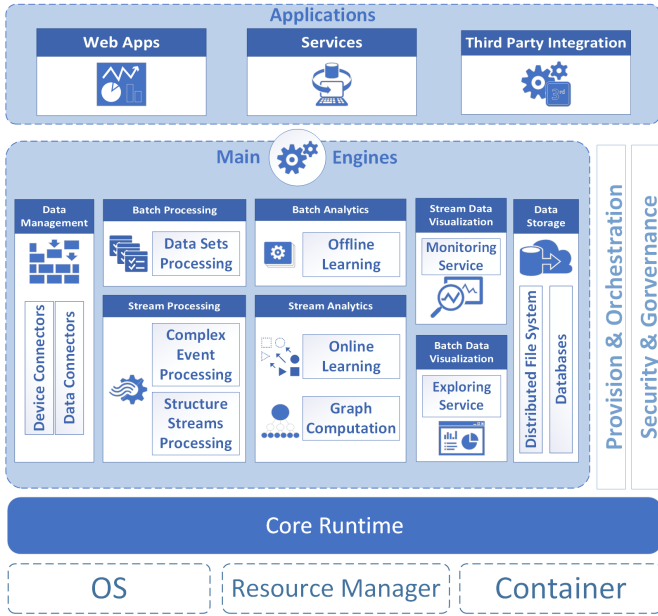 Applications
Web Apps
Services
Third Party Integration
3rd
Main Engines
Data
Management
Device Connectors
Data Connectors
Batch Processing
Data Sets
Processing
Stream Processing
Complex
Event
Processing
Structure
Streams
Processing
Batch Analytics
Offline
Learning
Stream Analytics
Online
Learning
Graph
Computation
Stream Data
Visualization
Monitoring
Service
Batch Data
Visualization
Exploring
Service
Data
Storage
Distributed File System
Databases
Provision & Orchestration
Security & Gorvernance
Core Runtime
OS
Resource Manager
Container